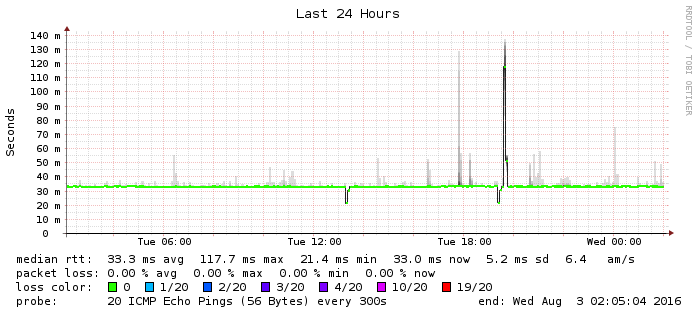 Last 24 Hours
RRDTOOL / TOBI OETIKER
Seconds
140 m
130 m
120 m
110 m
100 m
90 m
80 m
70 m
60 m
50 m
40 m
30 m
20 m
10 m
0
Tue 06:00 Tue 12:00 Tue 18:00 Wed 00:00
median rtt: 33.3 ms avg 117.7 ms max 21.4 ms min 33.0 ms now 5.2 ms sd 6.4 am/s
packet loss: 0.00 % avg 0.00 % max 0.00 % min 0.00 % now
loss color: 0 1/20 2/20 3/20 4/20 10/20 19/20
probe: 20 ICMP Echo Pings (56 Bytes) every 300s end: Wed Aug 3 02:05:04 2016